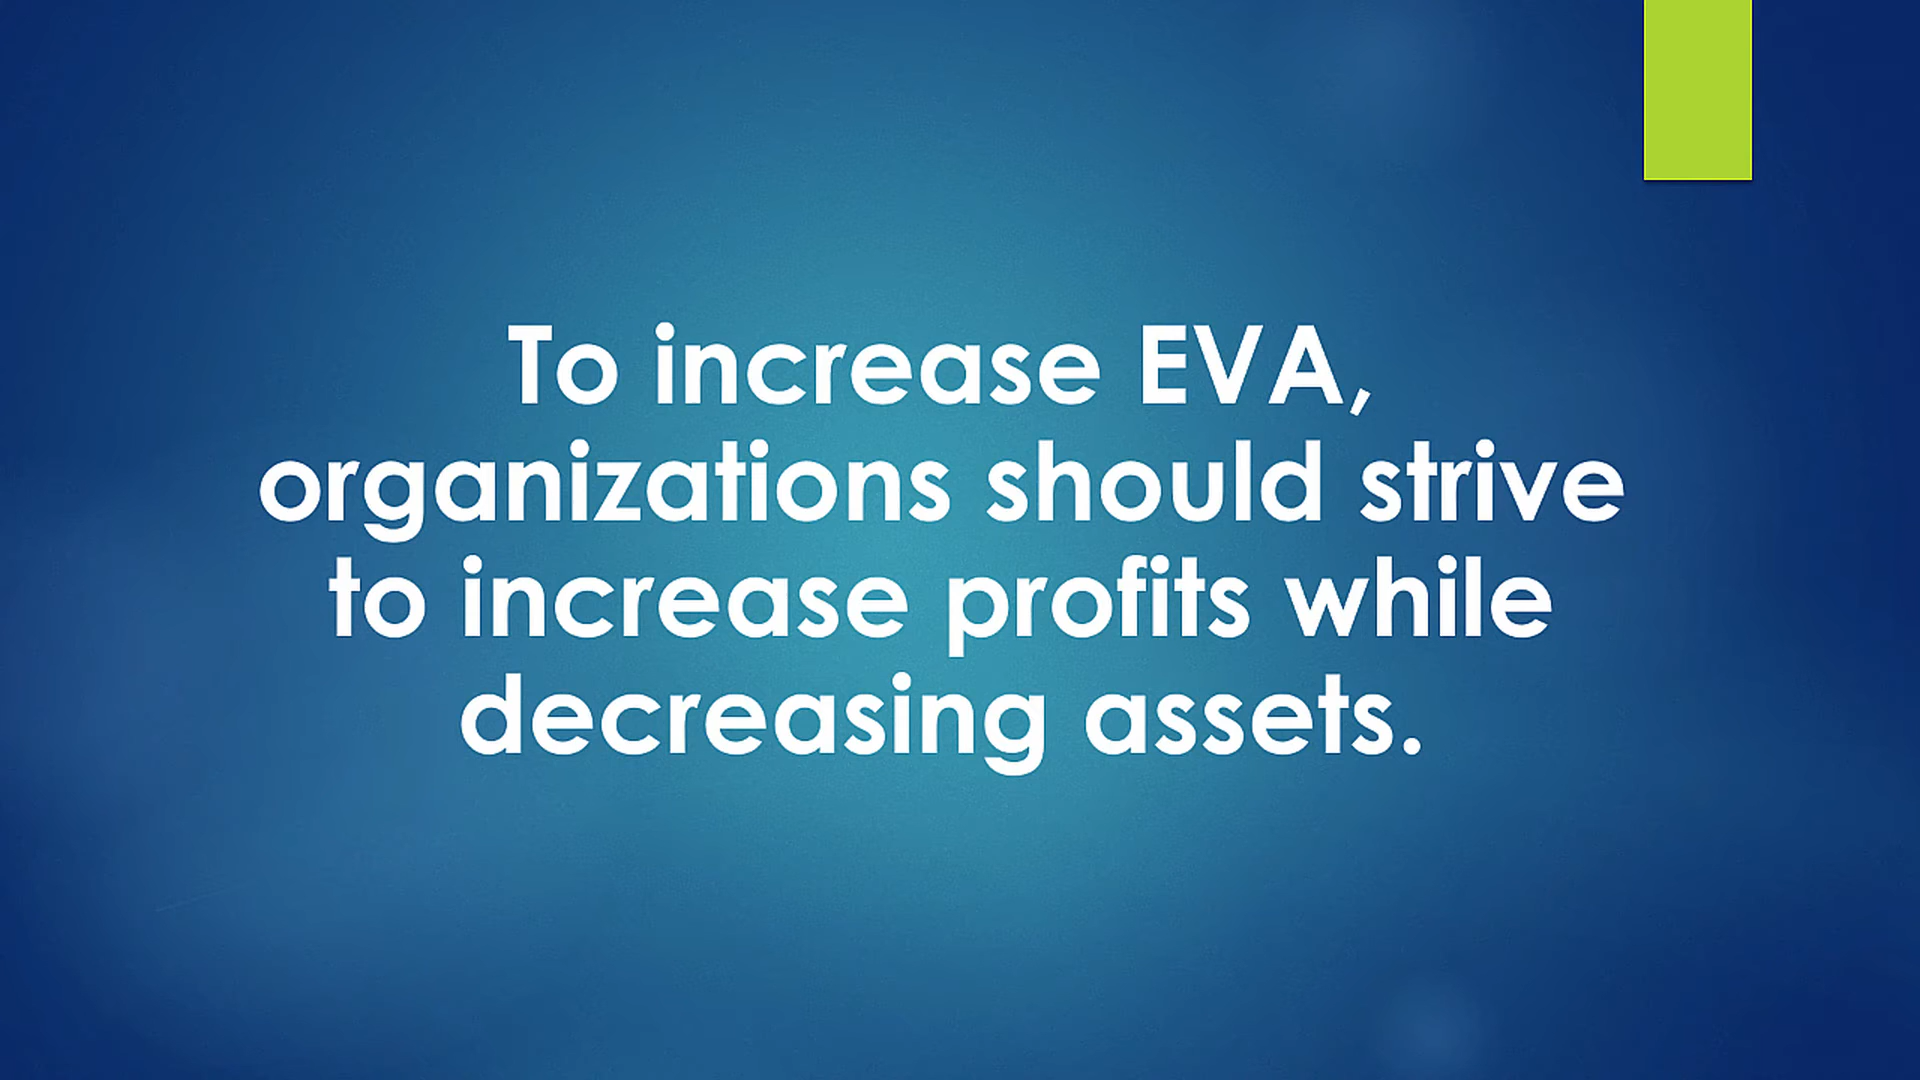 To increase EVA,
organizations should strive
to increase profits while
decreasing assets.